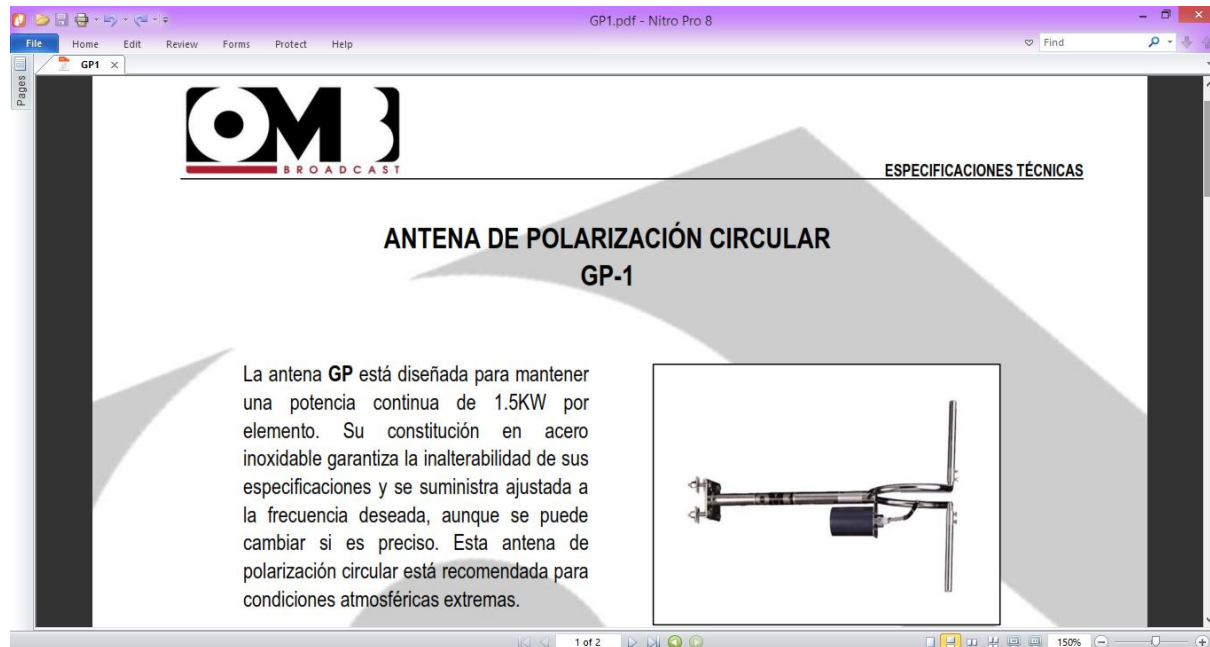 GP1.pdf - Nitro Pro 8
File Home Edit Review Forms Protect Help Find
GP1
Pages
OMB
BROADCAST
ESPECIFICACIONES TÉCNICAS
ANTENA DE POLARIZACIÓN CIRCULAR
GP-1
La antena GP está diseñada para mantener
una potencia continua de 1.5KW por
elemento. Su constitución en acero
inoxidable garantiza la inalterabilidad de sus
especificaciones y se suministra ajustada a
la frecuencia deseada, aunque se puede
cambiar si es preciso. Esta antena de
polarización circular está recomendada para
condiciones atmosféricas extremas.
OMB
1 of 2 150%